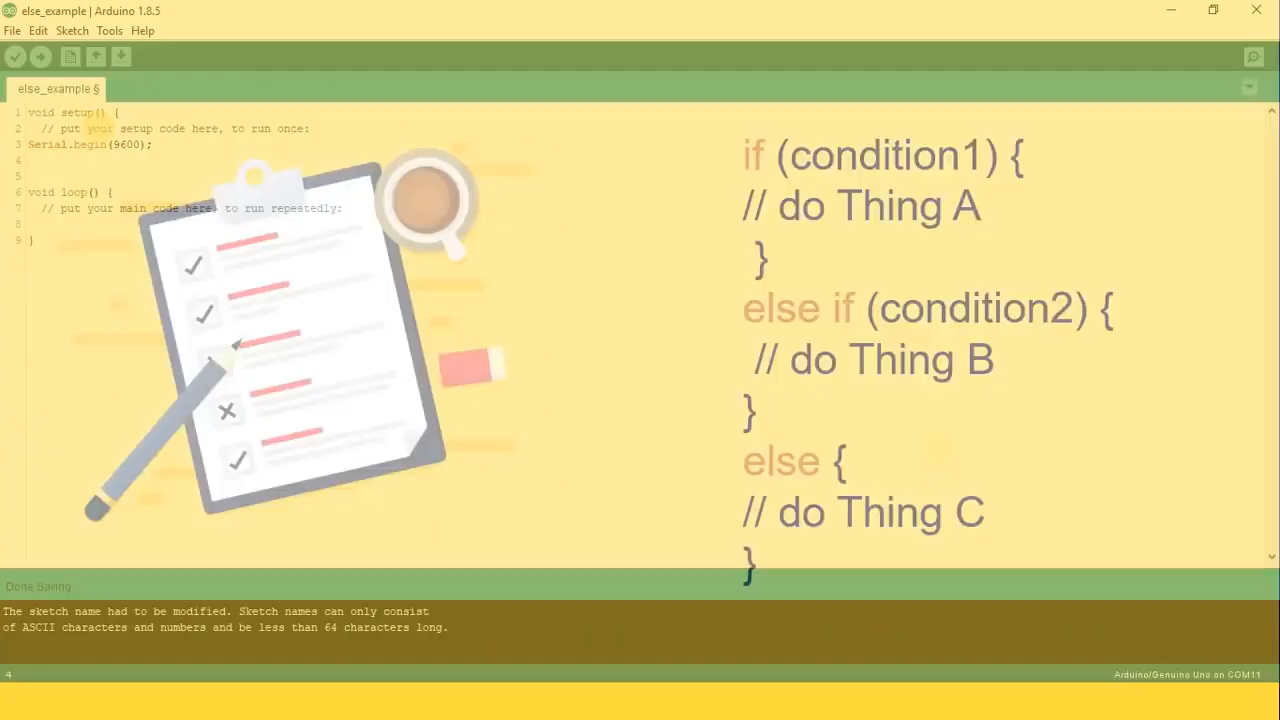 else_example | Arduino 1.8.5
File Edit Sketch Tools Help
else_example §
1 void setup() {
2 // put your setup code here, to run once:
3 Serial.begin(9600);
4
5
6 void loop() {
7 // put your main code here, to run repeatedly:
8
9 }
if (condition1) {
// do Thing A
}
else if (condition2) {
// do Thing B
}
else {
// do Thing C
}
Done Saving
The sketch name had to be modified. Sketch names can only consist
of ASCII characters and numbers and be less than 64 characters long.
4
Arduino/Genuino Uno on COM11